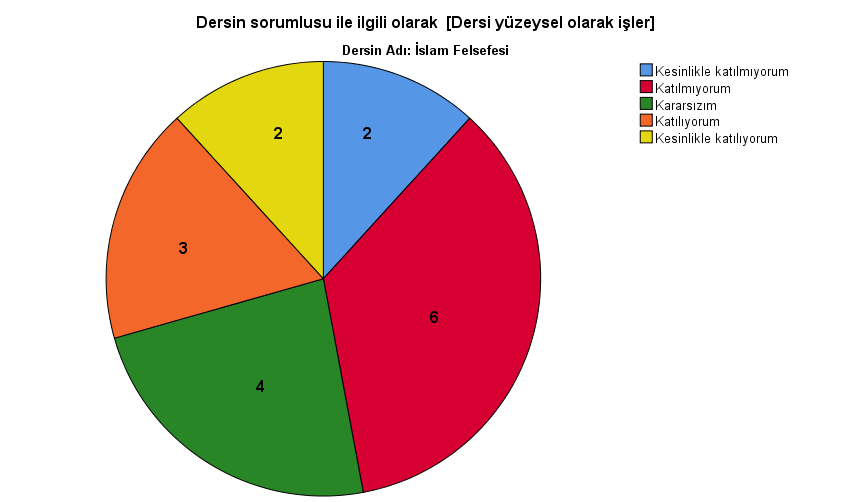 Dersin sorumlusu ile ilgili olarak [Dersi yüzeysel olarak işler]
Dersin Adı: İslam Felsefesi
Kesinlikle katılmıyorum
Katılmıyorum
Kararsızım
Katılıyorum
Kesinlikle katılıyorum
2
2
3
6
4